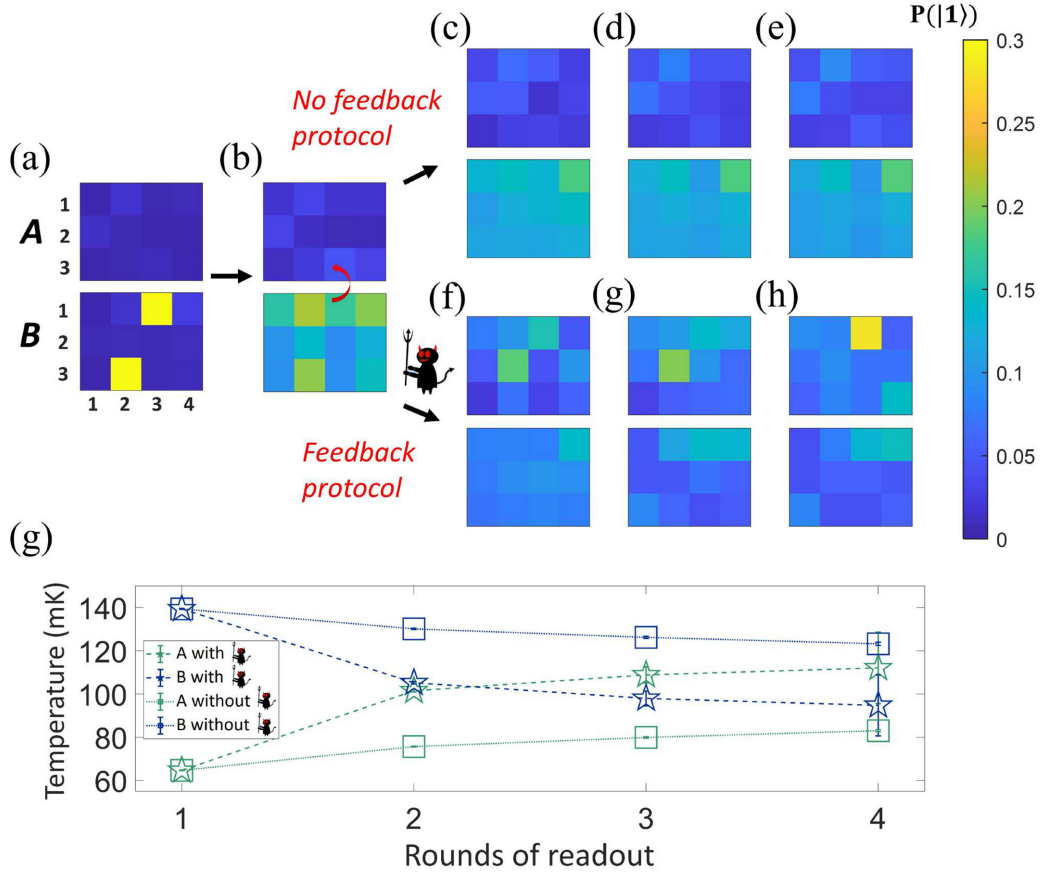 P(|1⟩)
(c) (d) (e)
No feedback
protocol
(a) (b)
A 1
2
3
B 1
2
3
1 2 3 4
(f) (g) (h)
Feedback
protocol
0.3
0.25
0.2
0.15
0.1
0.05
0
(g)
Temperature (mK)
140
120
100
80
60
A with
B with
A without
B without
1 2 3 4
Rounds of readout